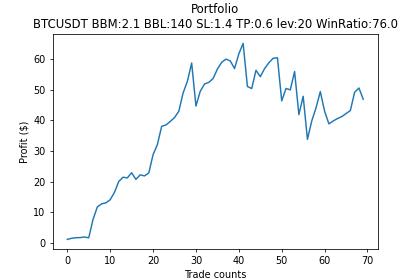 Portfolio
BTCUSDT BBM:2.1 BBL:140 SL:1.4 TP:0.6 lev:20 WinRatio:76.0
Profit ($)
60
50
40
30
20
10
0
0 10 20 30 40 50 60 70
Trade counts